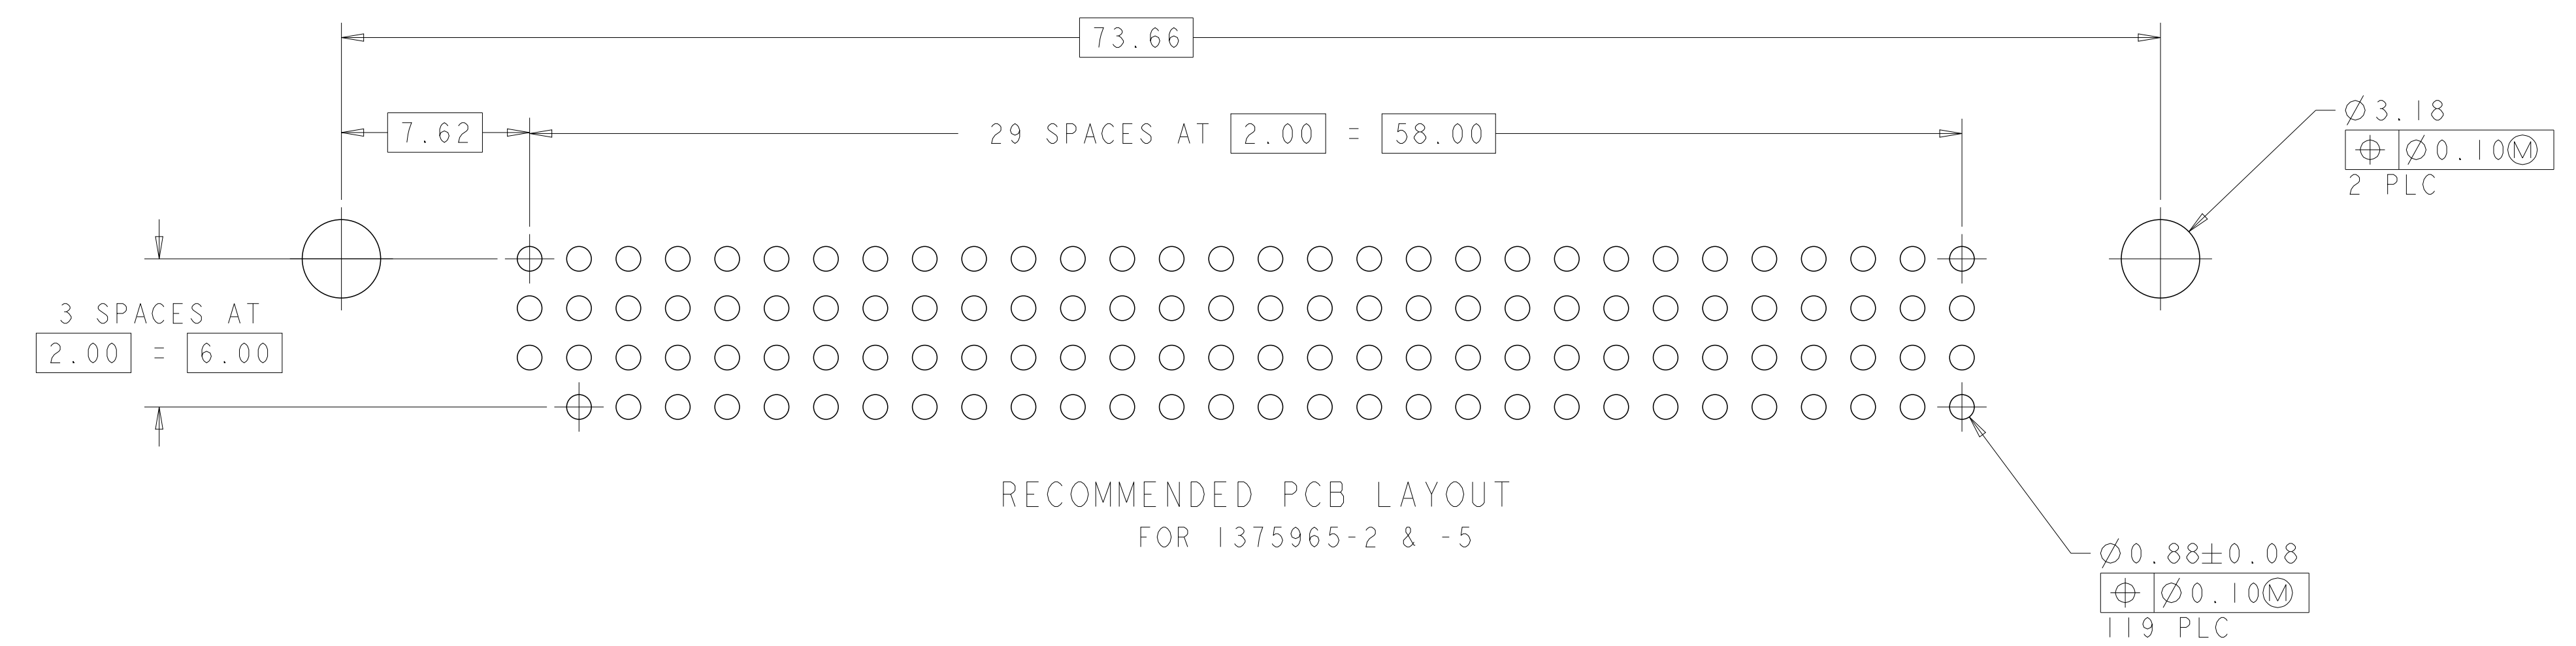 73.66
7.62
29 SPACES AT 2.00 = 58.00
Ø3.18
⌖ Ø0.10Ⓜ
2 PLC
3 SPACES AT
2.00 = 6.00
RECOMMENDED PCB LAYOUT
FOR 1375965-2 & -5
Ø0.88±0.08
⌖ Ø0.10Ⓜ
119 PLC